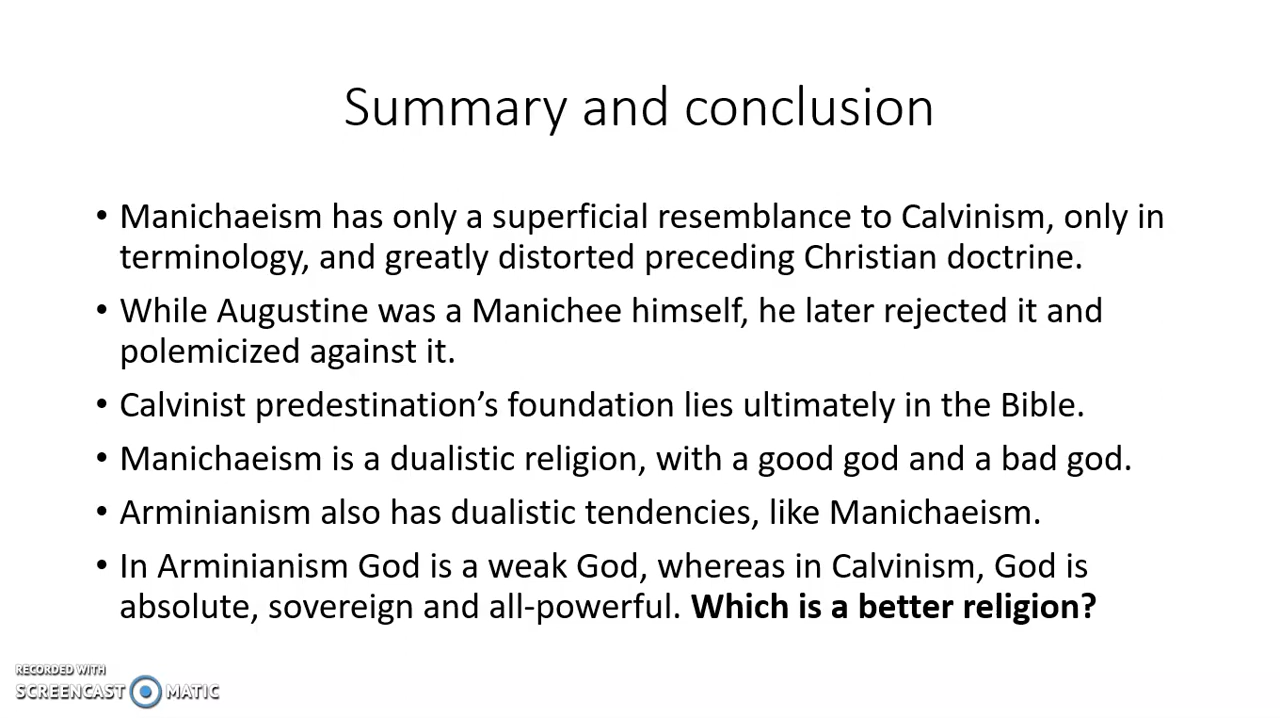 Summary and conclusion
• Manichaeism has only a superficial resemblance to Calvinism, only in
terminology, and greatly distorted preceding Christian doctrine.
• While Augustine was a Manichee himself, he later rejected it and
polemicized against it.
• Calvinist predestination’s foundation lies ultimately in the Bible.
• Manichaeism is a dualistic religion, with a good god and a bad god.
• Arminianism also has dualistic tendencies, like Manichaeism.
• In Arminianism God is a weak God, whereas in Calvinism, God is
absolute, sovereign and all-powerful. Which is a better religion?
RECORDED WITH
SCREENCAST MATIC